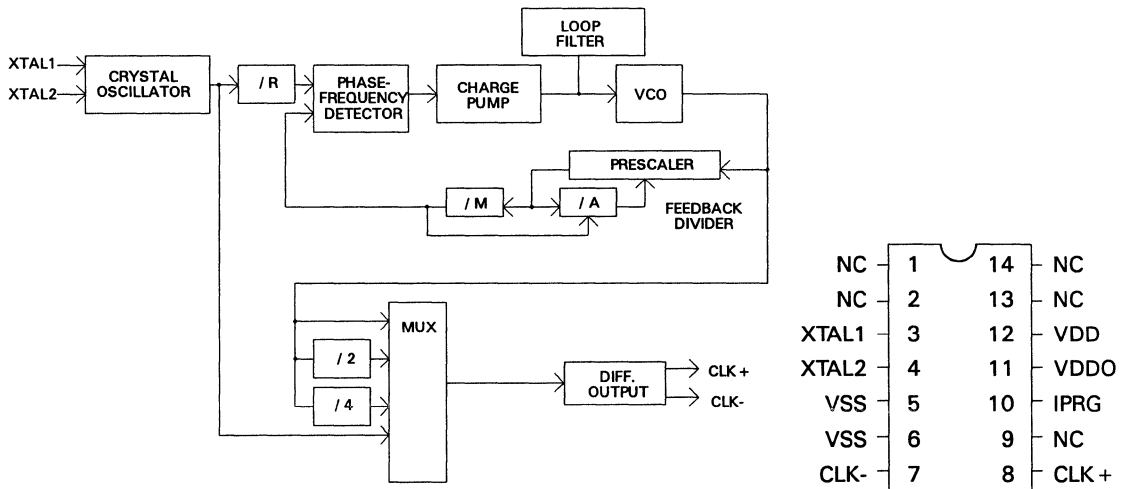 LOOP
FILTER
XTAL1
XTAL2
CRYSTAL
OSCILLATOR
/ R
PHASE-
FREQUENCY
DETECTOR
CHARGE
PUMP
VCO
PRESCALER
/ M
/ A
FEEDBACK
DIVIDER
MUX
/ 2
/ 4
DIFF.
OUTPUT
CLK+
CLK-
NC 1 14 NC
NC 2 13 NC
XTAL1 3 12 VDD
XTAL2 4 11 VDDO
VSS 5 10 IPRG
VSS 6 9 NC
CLK- 7 8 CLK+